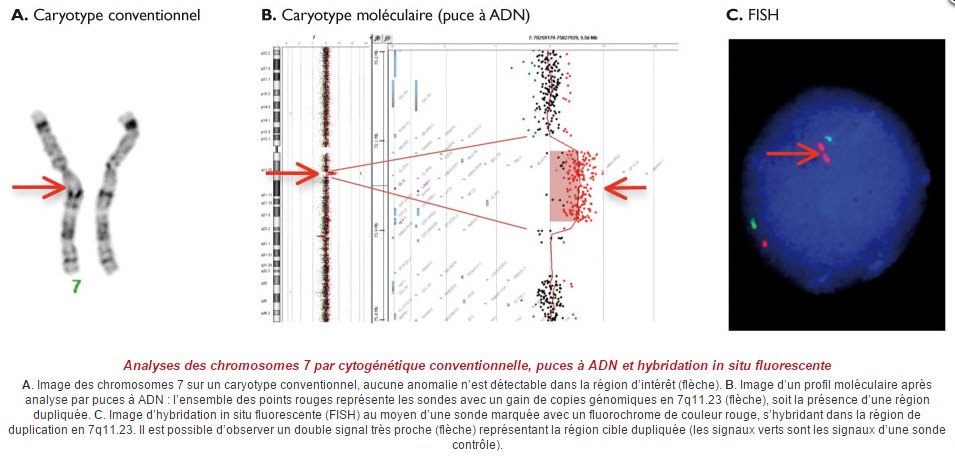 A. Caryotype conventionnel
B. Caryotype moléculaire (puce à ADN)
C. FISH
7: 70259179-75827929, 5.56 Mb
7
Analyses des chromosomes 7 par cytogénétique conventionnelle, puces à ADN et hybridation in situ fluorescente
A. Image des chromosomes 7 sur un caryotype conventionnel, aucune anomalie n'est détectable dans la région d'intérêt (flèche). B. Image d'un profil moléculaire après
analyse par puces à ADN : l'ensemble des points rouges représente les sondes avec un gain de copies génomiques en 7q11.23 (flèche), soit la présence d'une région
dupliquée. C. Image d'hybridation in situ fluorescente (FISH) au moyen d'une sonde marquée avec un fluorochrome de couleur rouge, s'hybridant dans la région de
duplication en 7q11.23. Il est possible d'observer un double signal très proche (flèche) représentant la région cible dupliquée (les signaux verts sont les signaux d'une sonde
contrôle).